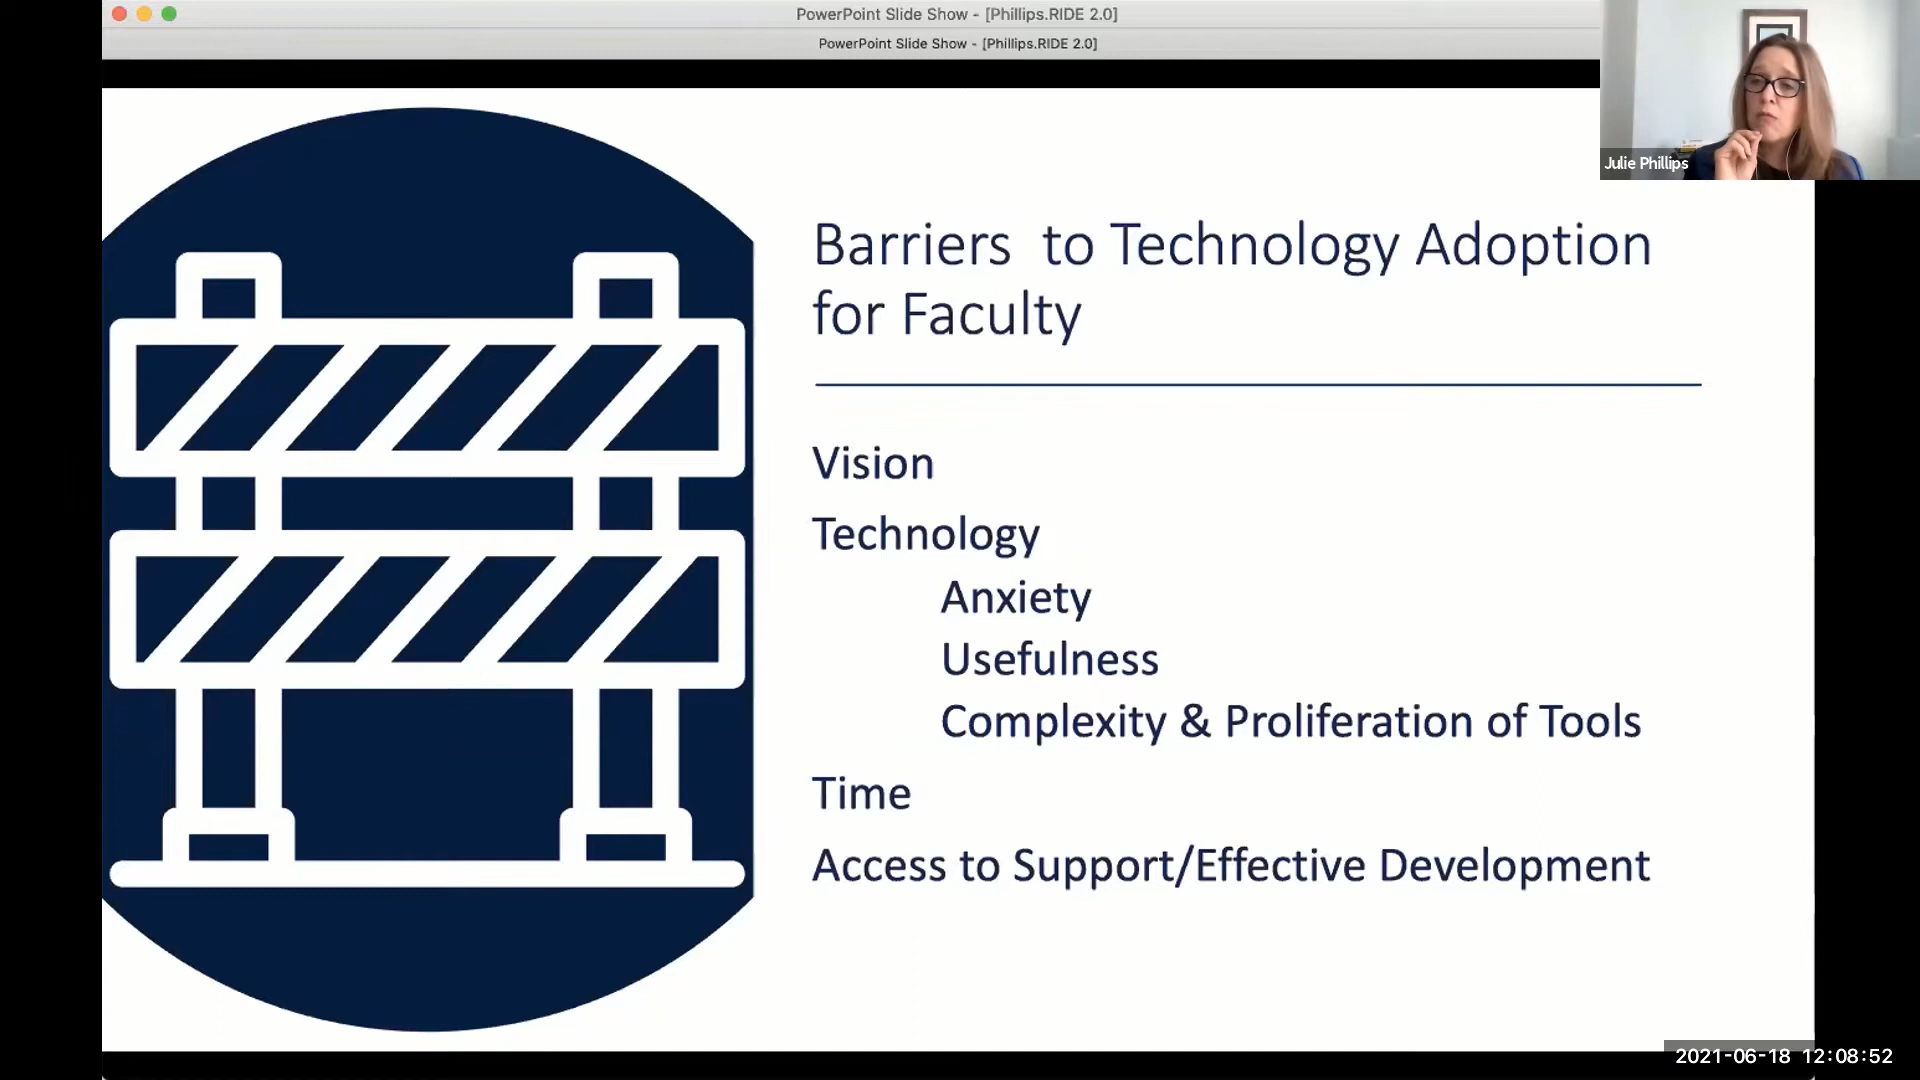 PowerPoint Slide Show - [Phillips.RIDE 2.0]
PowerPoint Slide Show - [Phillips.RIDE 2.0]
Julie Phillips
Barriers  to Technology Adoption
for Faculty
Vision
Technology
Anxiety
Usefulness
Complexity & Proliferation of Tools
Time
Access to Support/Effective Development
2021-06-18 12:08:52